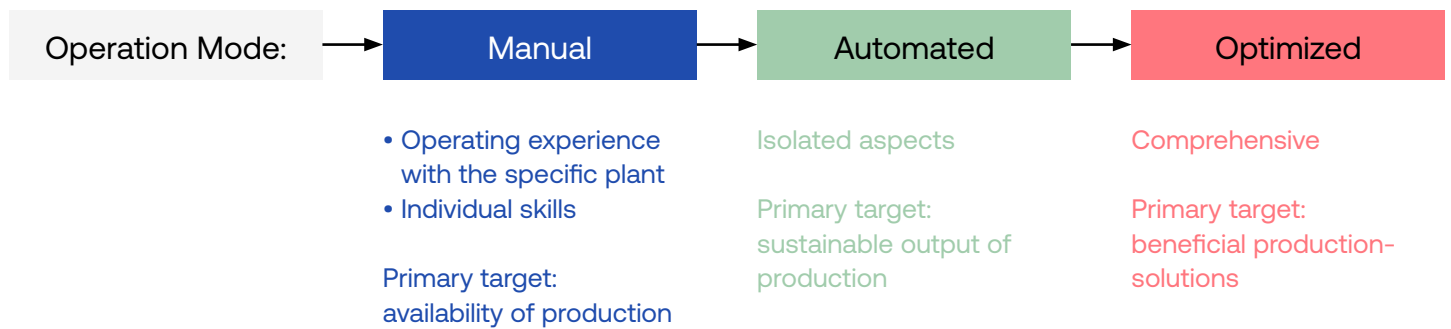 Operation Mode:
Manual
Automated
Optimized
• Operating experience
with the specific plant
• Individual skills
Primary target:
availability of production
Isolated aspects
Primary target:
sustainable output of
production
Comprehensive
Primary target:
beneficial production-
solutions